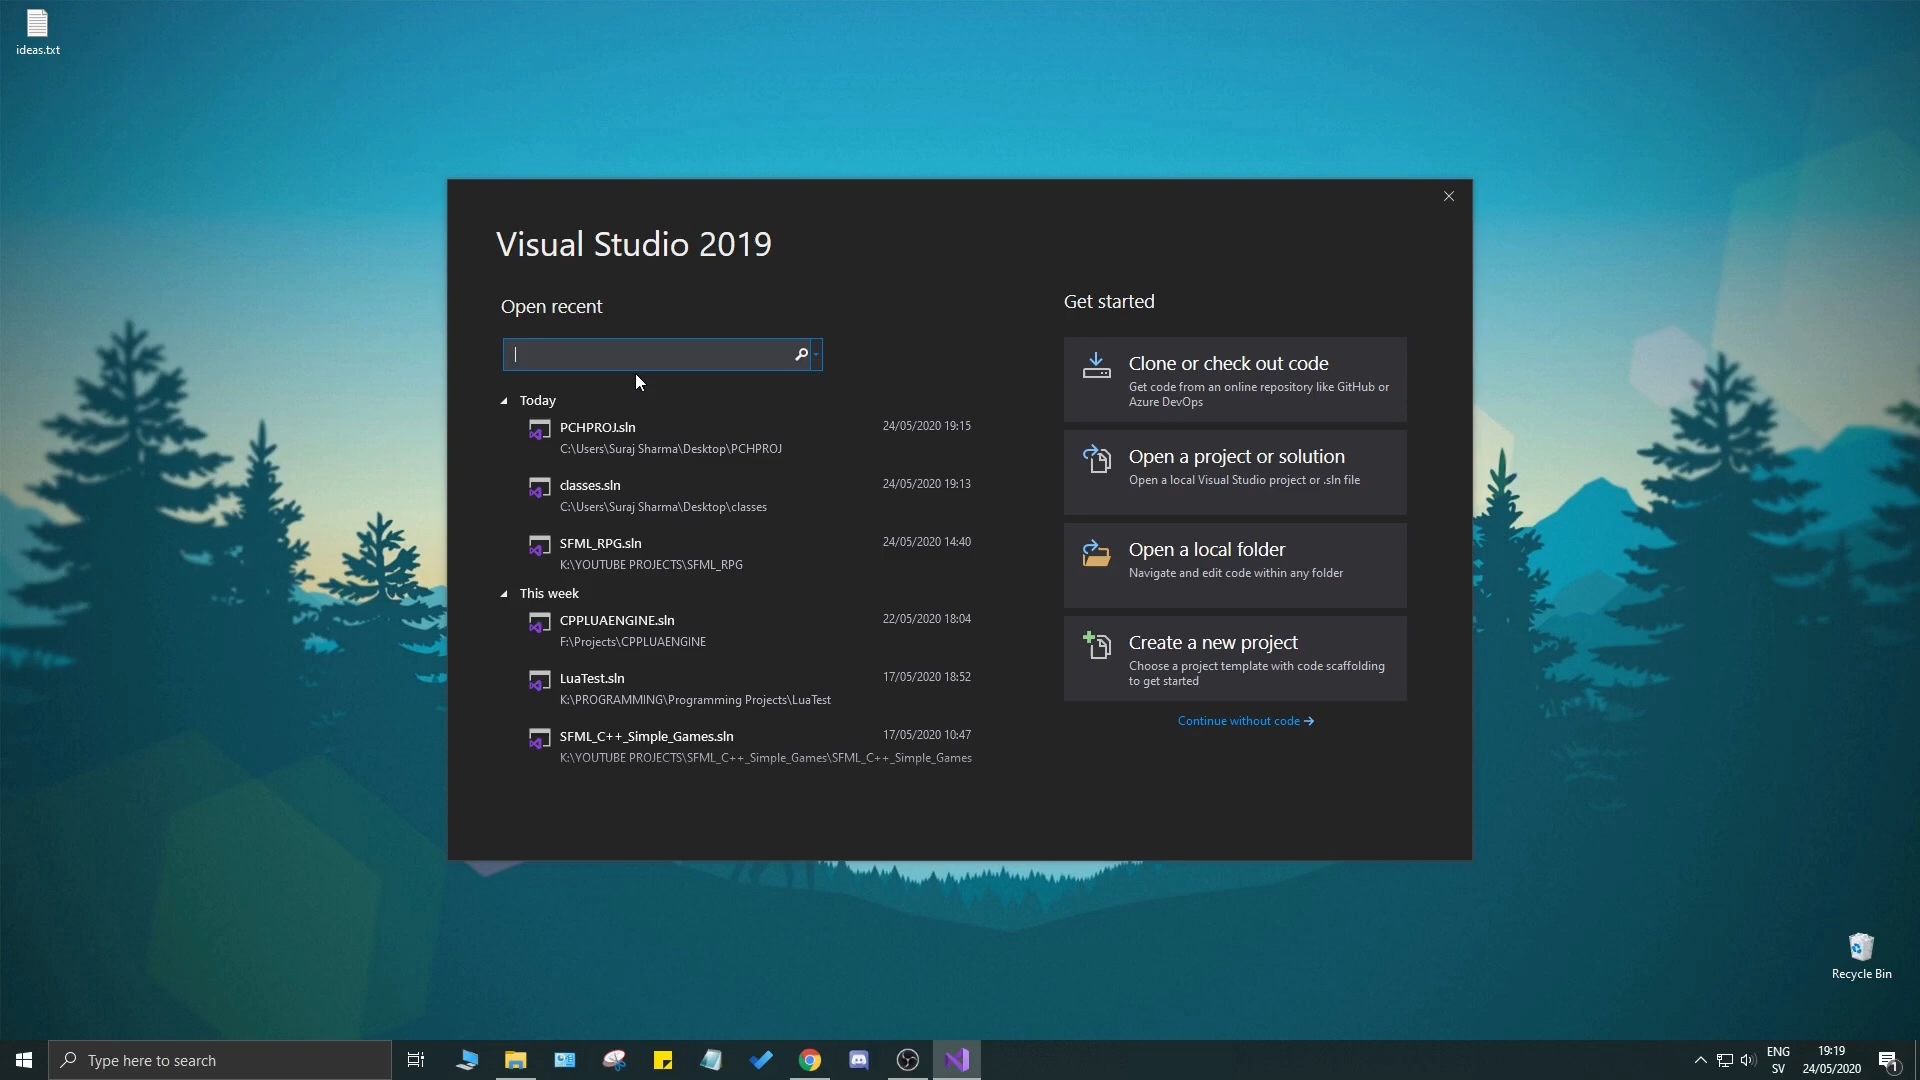 ideas.txt
Visual Studio 2019
Open recent
Today
PCHPROJ.sln 24/05/2020 19:15
C:\Users\Suraj Sharma\Desktop\PCHPROJ
classes.sln 24/05/2020 19:13
C:\Users\Suraj Sharma\Desktop\classes
SFML_RPG.sln 24/05/2020 14:40
K:\YOUTUBE PROJECTS\SFML_RPG
This week
CPPLUAENGINE.sln 22/05/2020 18:04
F:\Projects\CPPLUAENGINE
LuaTest.sln 17/05/2020 18:52
K:\PROGRAMMING\Programming Projects\LuaTest
SFML_C++_Simple_Games.sln 17/05/2020 10:47
K:\YOUTUBE PROJECTS\SFML_C++_Simple_Games\SFML_C++_Simple_Games
Get started
Clone or check out code
Get code from an online repository like GitHub or
Azure DevOps
Open a project or solution
Open a local Visual Studio project or .sln file
Open a local folder
Navigate and edit code within any folder
Create a new project
Choose a project template with code scaffolding
to get started
Continue without code
Recycle Bin
Type here to search
ENG
SV
19:19
24/05/2020
1